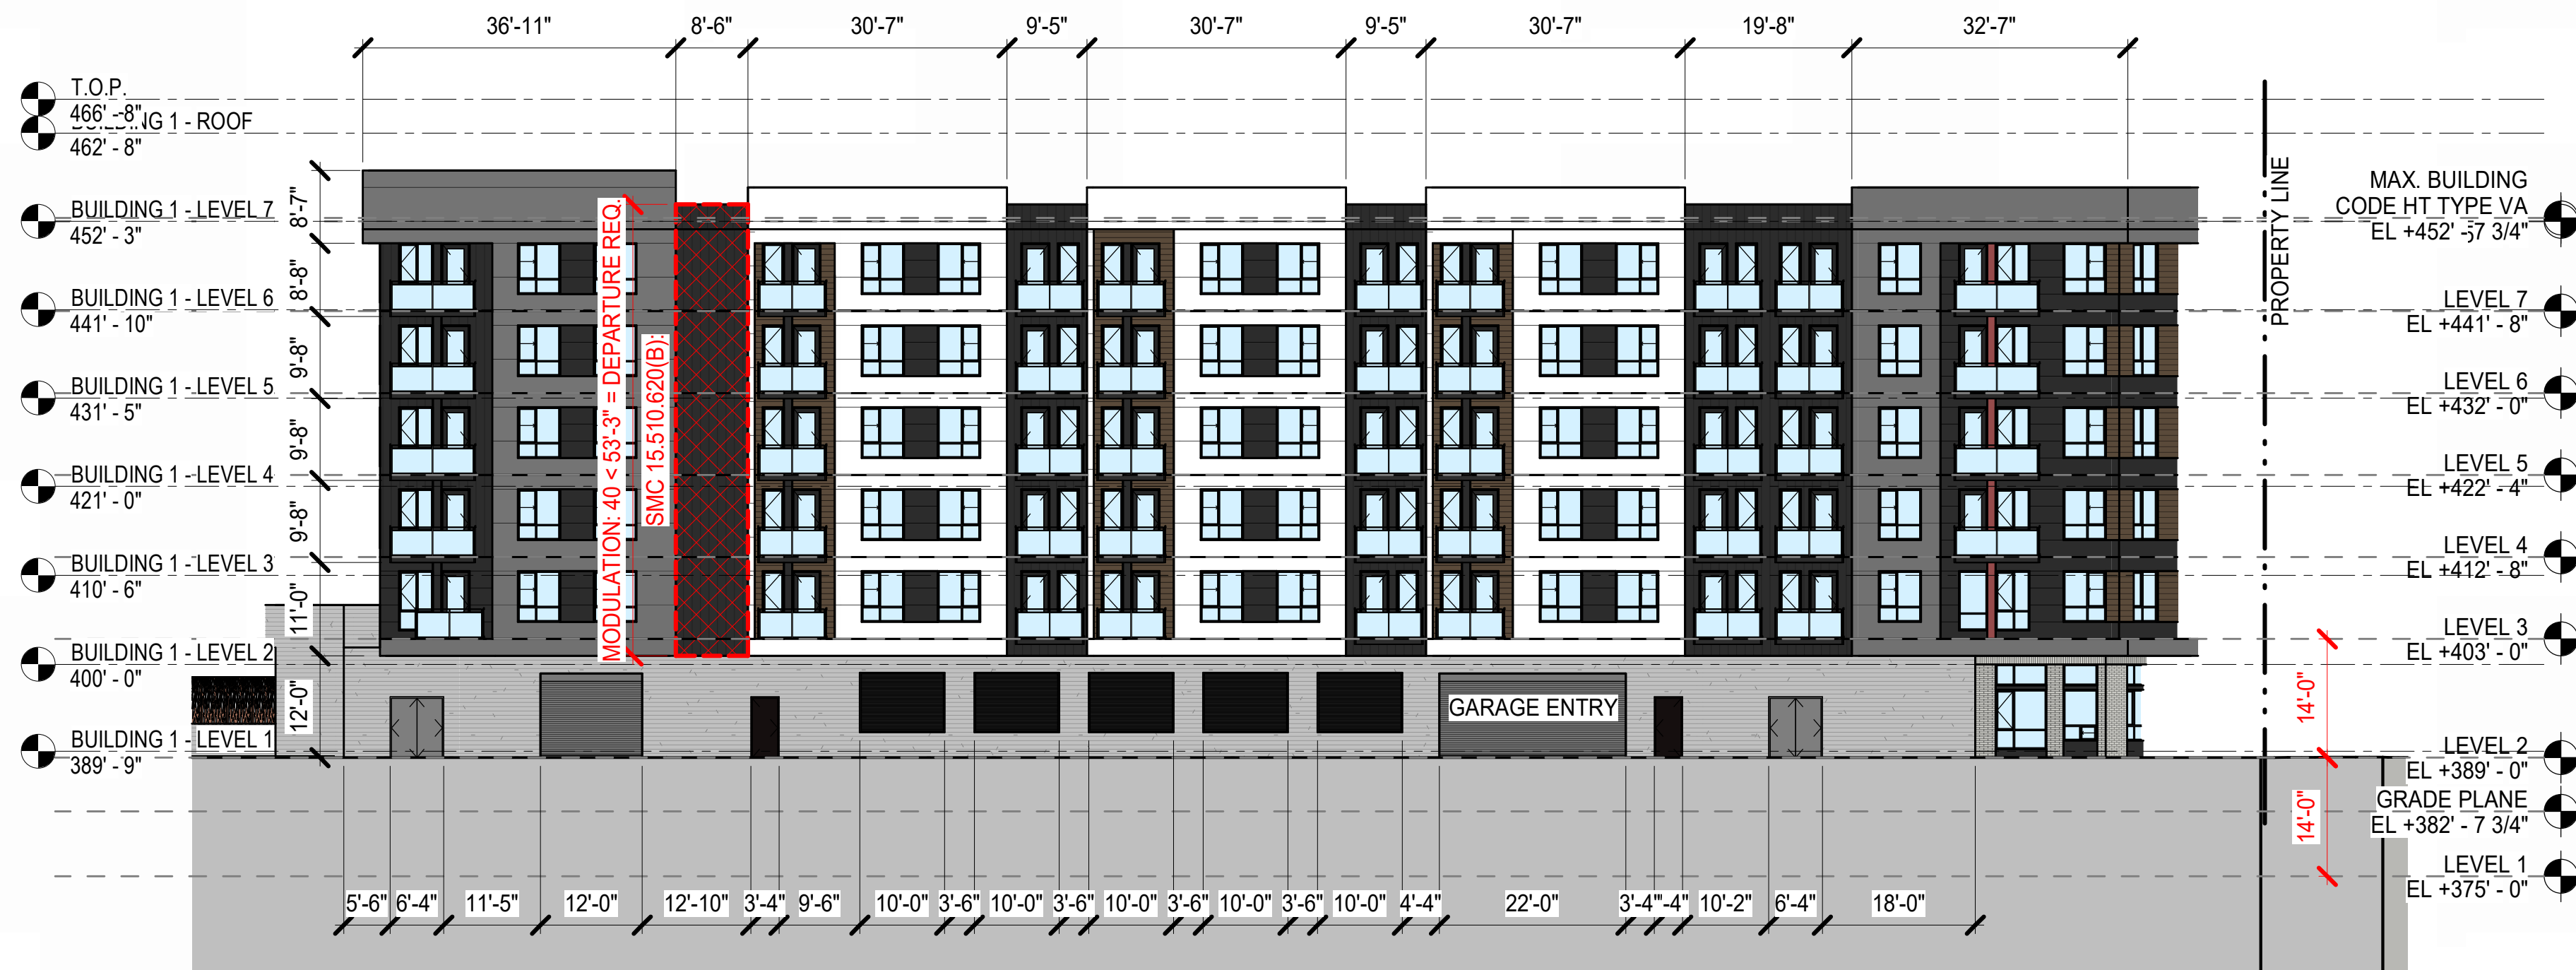 36'-11" 8'-6" 30'-7" 9'-5" 30'-7" 9'-5" 30'-7" 19'-8" 32'-7"
T.O.P.
466' - 8"
BUILDING 1 - ROOF
462' - 8"
BUILDING 1 - LEVEL 7
452' - 3"
BUILDING 1 - LEVEL 6
441' - 10"
BUILDING 1 - LEVEL 5
431' - 5"
BUILDING 1 - LEVEL 4
421' - 0"
BUILDING 1 - LEVEL 3
410' - 6"
BUILDING 1 - LEVEL 2
400' - 0"
BUILDING 1 - LEVEL 1
389' - 9"
8'-7"
8'-8"
9'-8"
9'-8"
9'-8"
11'-0"
12'-0"
MODULATION: 40 < 53'-3" = DEPARTURE REQ.
SMC 15.510.620(B):
GARAGE ENTRY
PROPERTY LINE
MAX. BUILDING
CODE HT TYPE VA
EL +452' - 7 3/4"
LEVEL 7
EL +441' - 8"
LEVEL 6
EL +432' - 0"
LEVEL 5
EL +422' - 4"
LEVEL 4
EL +412' - 8"
LEVEL 3
EL +403' - 0"
LEVEL 2
EL +389' - 0"
GRADE PLANE
EL +382' - 7 3/4"
LEVEL 1
EL +375' - 0"
14'-0"
14'-0"
5'-6" 6'-4" 11'-5" 12'-0" 12'-10" 3'-4" 9'-6" 10'-0" 3'-6" 10'-0" 3'-6" 10'-0" 3'-6" 10'-0" 3'-6" 10'-0" 4'-4" 22'-0" 3'-4" -4" 10'-2" 6'-4" 18'-0"